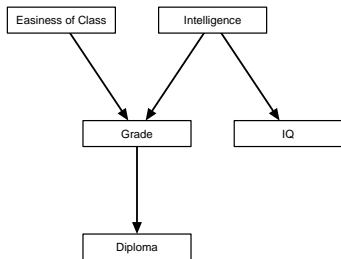 Easiness of Class
Intelligence
Grade
IQ
Diploma